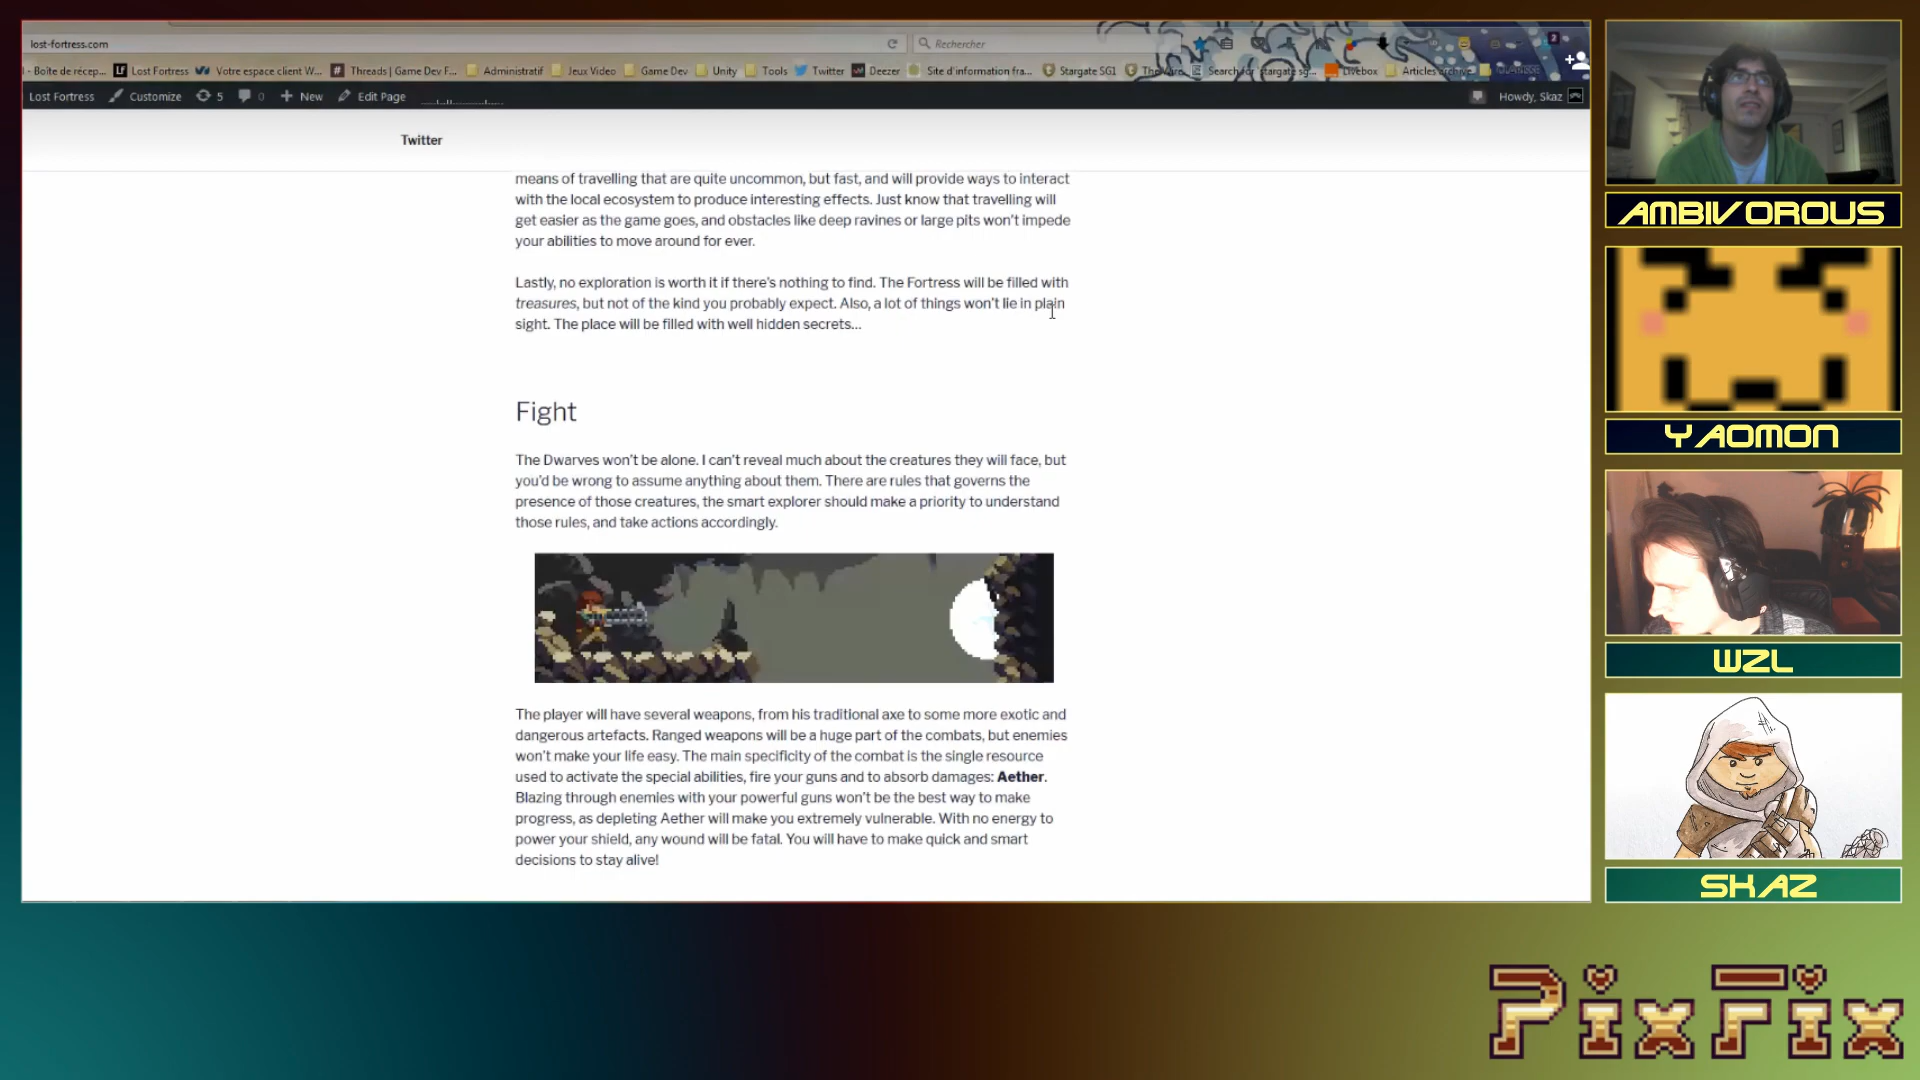 lost-fortress.com
Rechercher
- Boîte de récep...
Lost Fortress
Votre espace client W...
Threads | Game Dev F...
Administratif
Jeux Video
Game Dev
Unity
Tools
Twitter
Deezer
Site d'information fra...
Stargate SG1
Search for stargate sg...
Livebox
Articles archive
Lost Fortress
Customize
5
0
New
Edit Page
Howdy, Skaz
Twitter
means of travelling that are quite uncommon, but fast, and will provide ways to interact
with the local ecosystem to produce interesting effects. Just know that travelling will
get easier as the game goes, and obstacles like deep ravines or large pits won't impede
your abilities to move around for ever.
Lastly, no exploration is worth it if there's nothing to find. The Fortress will be filled with
treasures, but not of the kind you probably expect. Also, a lot of things won't lie in plain
sight. The place will be filled with well hidden secrets...
Fight
The Dwarves won't be alone. I can't reveal much about the creatures they will face, but
you'd be wrong to assume anything about them. There are rules that governs the
presence of those creatures, the smart explorer should make a priority to understand
those rules, and take actions accordingly.
The player will have several weapons, from his traditional axe to some more exotic and
dangerous artefacts. Ranged weapons will be a huge part of the combats, but enemies
won't make your life easy. The main specificity of the combat is the single resource
used to activate the special abilities, fire your guns and to absorb damages: Aether.
Blazing through enemies with your powerful guns won't be the best way to make
progress, as depleting Aether will make you extremely vulnerable. With no energy to
power your shield, any wound will be fatal. You will have to make quick and smart
decisions to stay alive!
AMBIVOROUS
YAOMON
WZL
SKAZ
PixFix